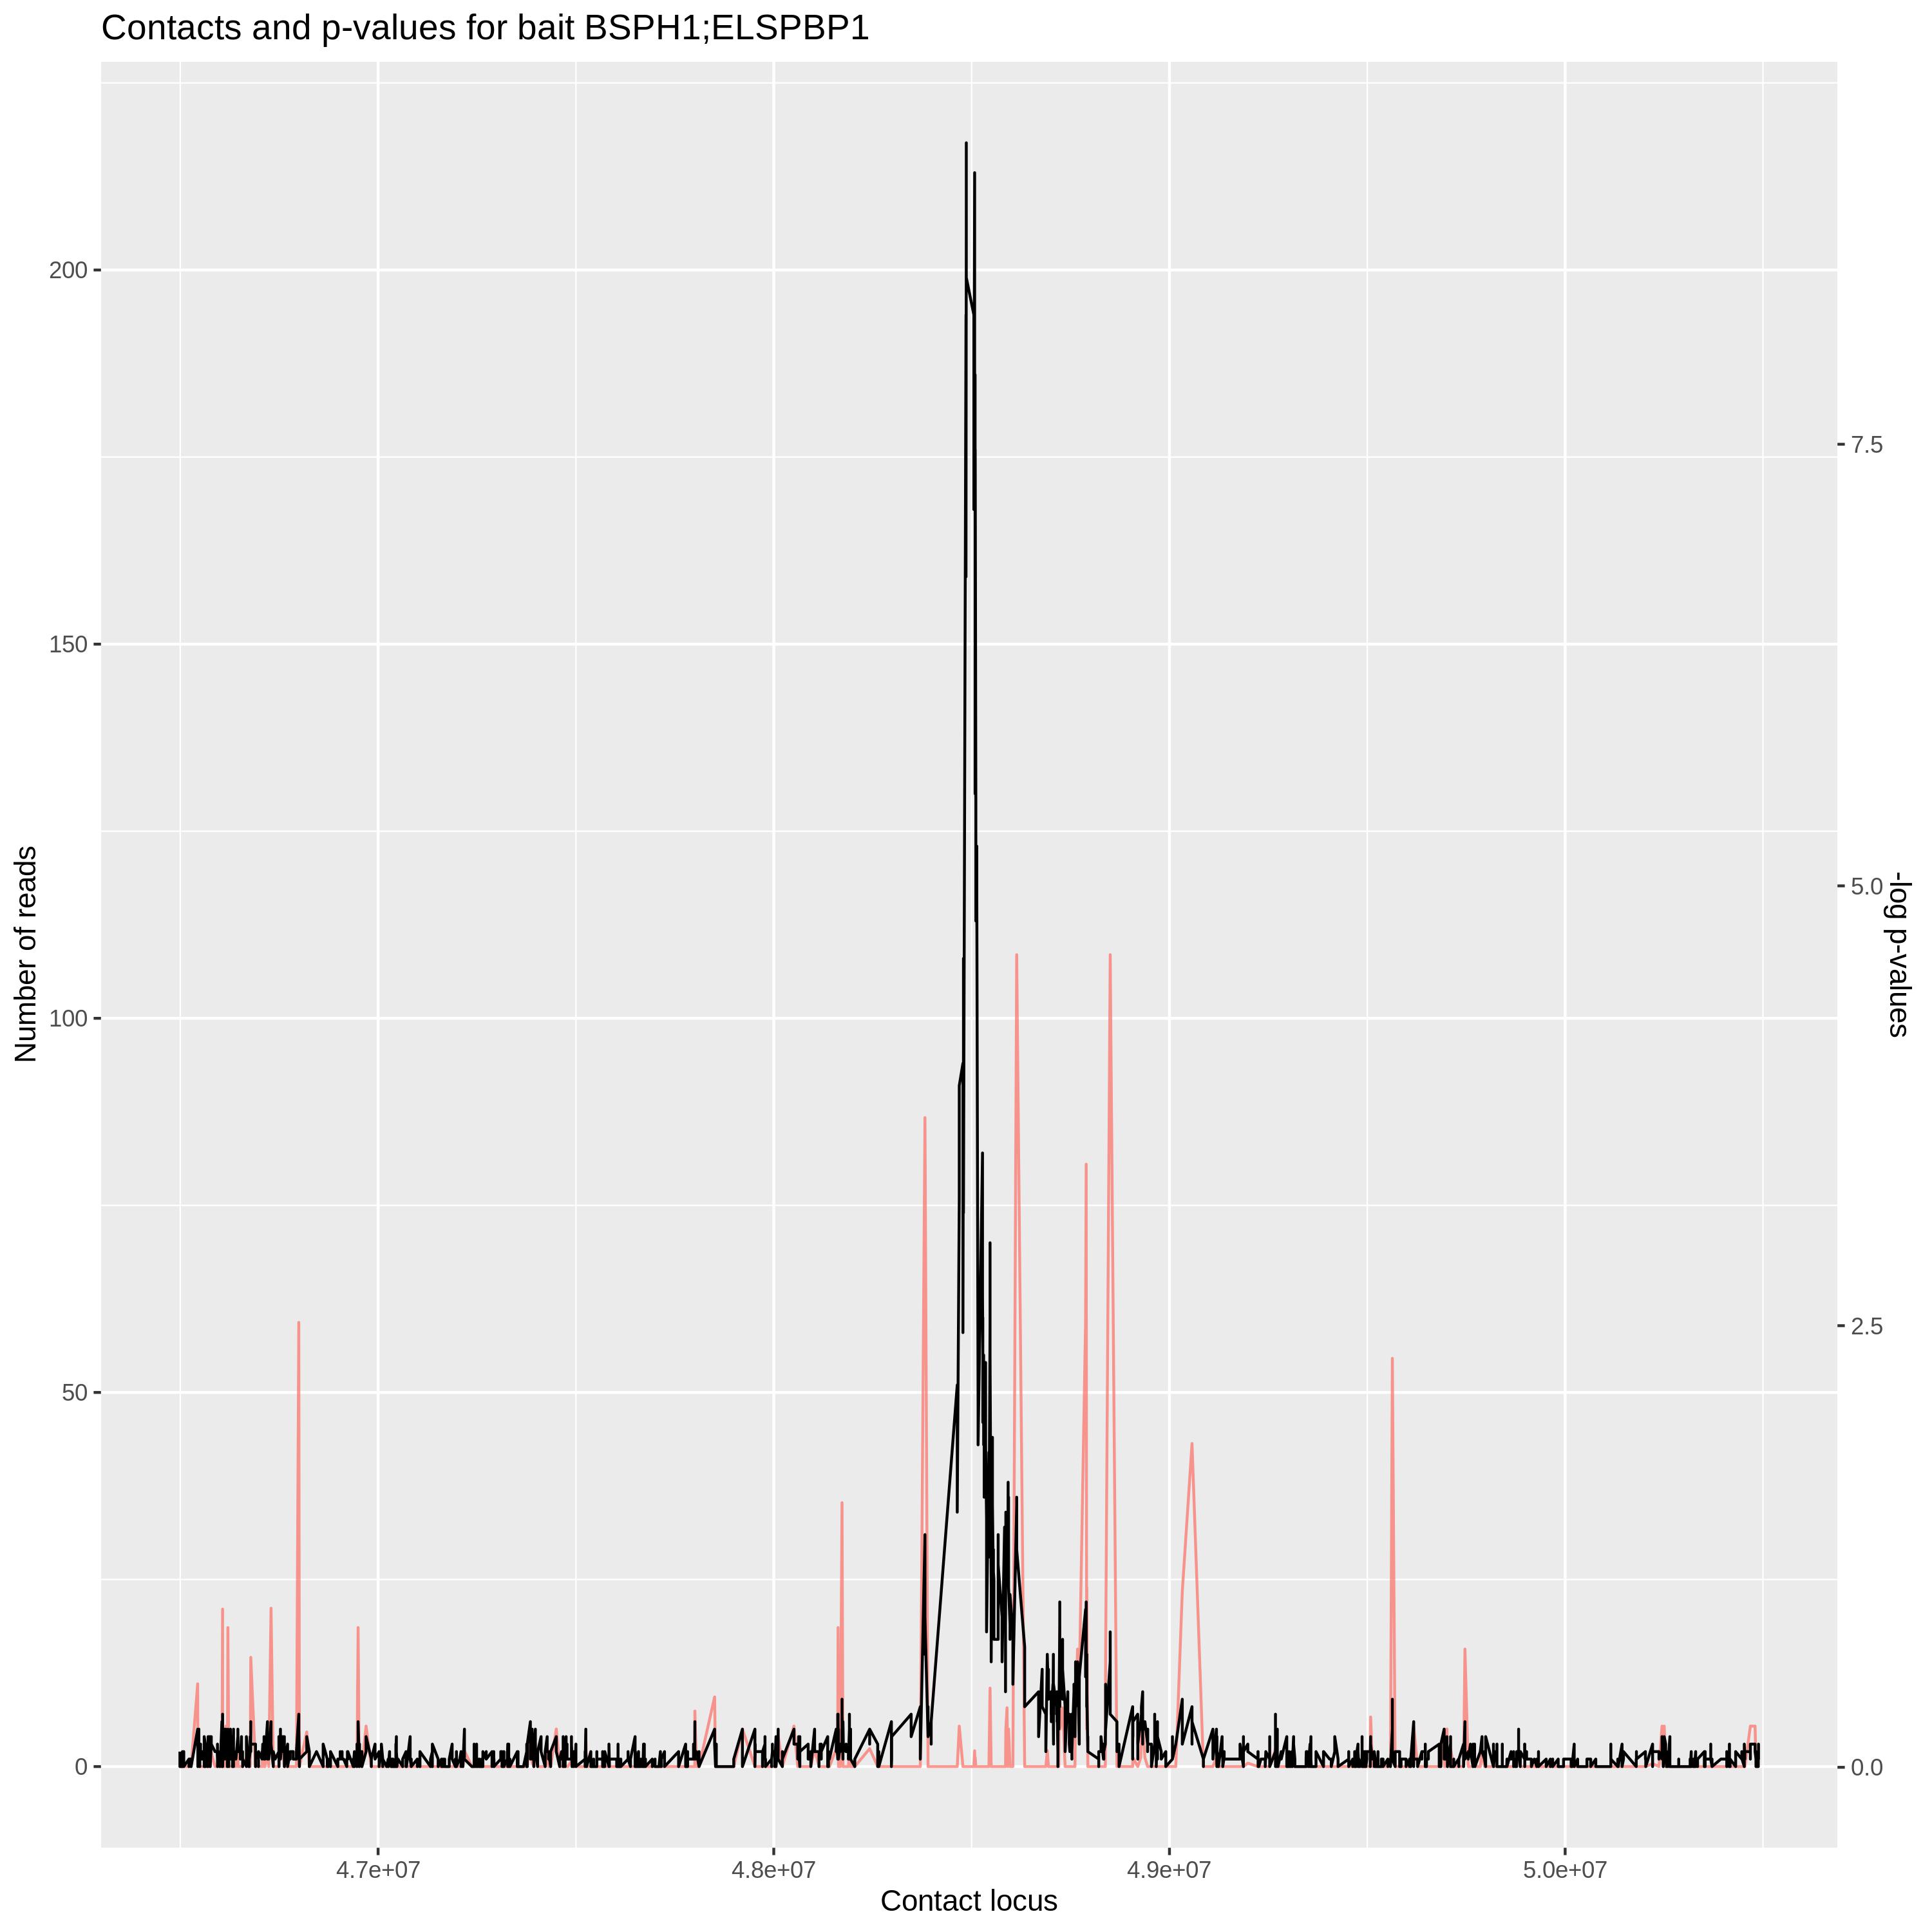 Contacts and p-values for bait BSPH1;ELSPBP1
Number of reads
200
150
100
50
0
7.5
5.0
2.5
0.0
-log p-values
4.7e+07 4.8e+07 4.9e+07 5.0e+07
Contact locus